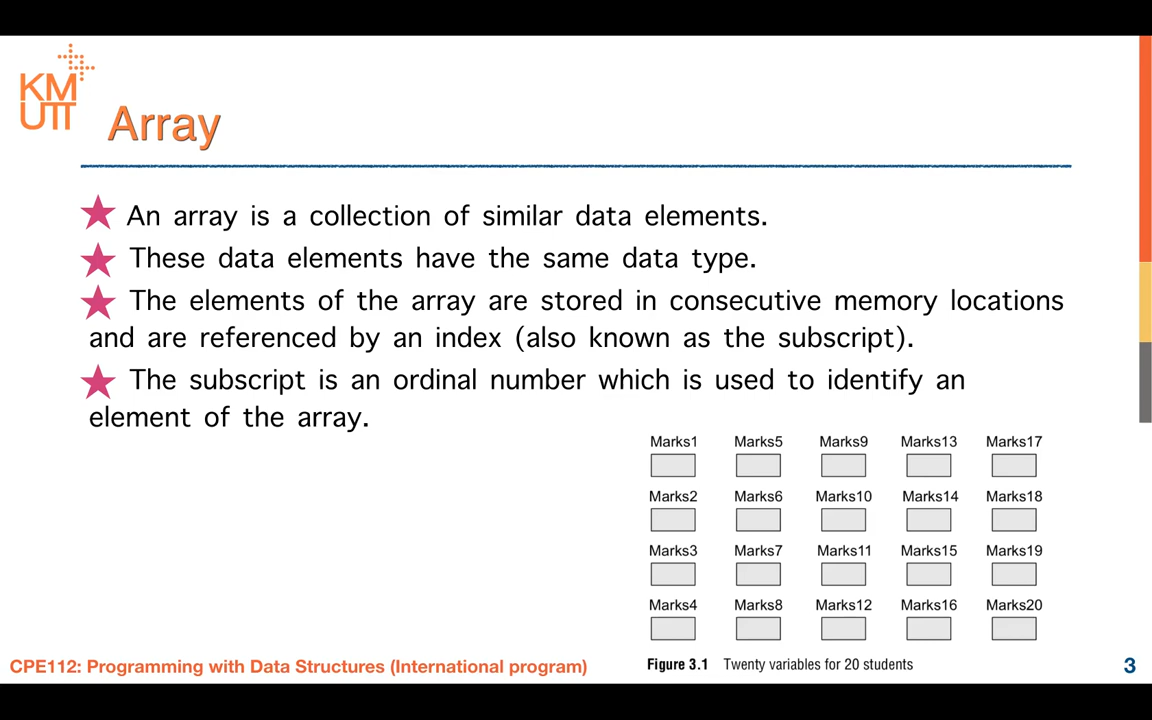 KM
UTT
Array
An array is a collection of similar data elements.
These data elements have the same data type.
The elements of the array are stored in consecutive memory locations
and are referenced by an index (also known as the subscript).
The subscript is an ordinal number which is used to identify an
element of the array.
Marks1 Marks5 Marks9 Marks13 Marks17
Marks2 Marks6 Marks10 Marks14 Marks18
Marks3 Marks7 Marks11 Marks15 Marks19
Marks4 Marks8 Marks12 Marks16 Marks20
Figure 3.1 Twenty variables for 20 students
CPE112: Programming with Data Structures (International program)
3